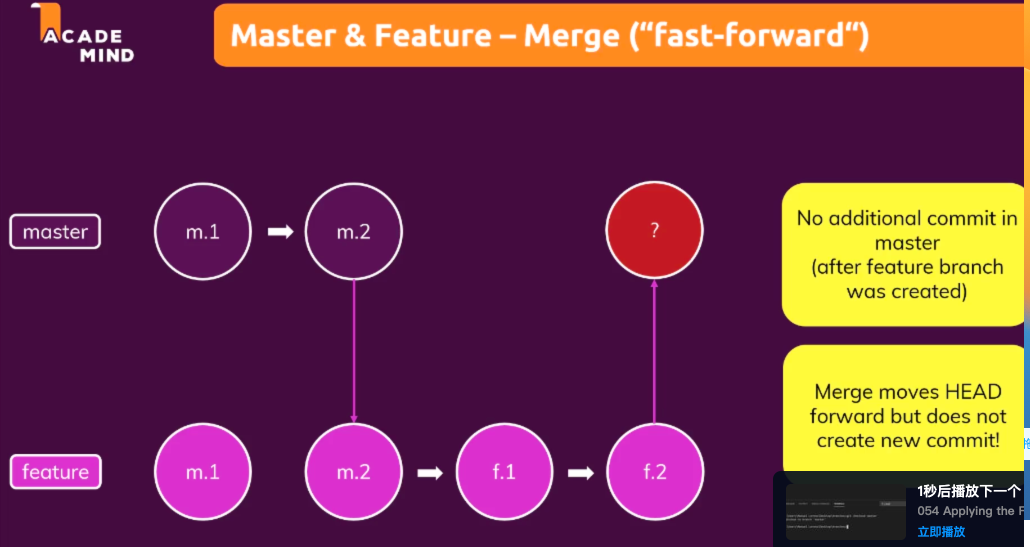 ACADE
MIND
Master & Feature – Merge (“fast-forward“)
master
m.1
m.2
?
No additional commit in
master
(after feature branch
was created)
feature
m.1
m.2
f.1
f.2
Merge moves HEAD
forward but does not
create new commit!
1秒后播放下一个
054 Applying the F
立即播放